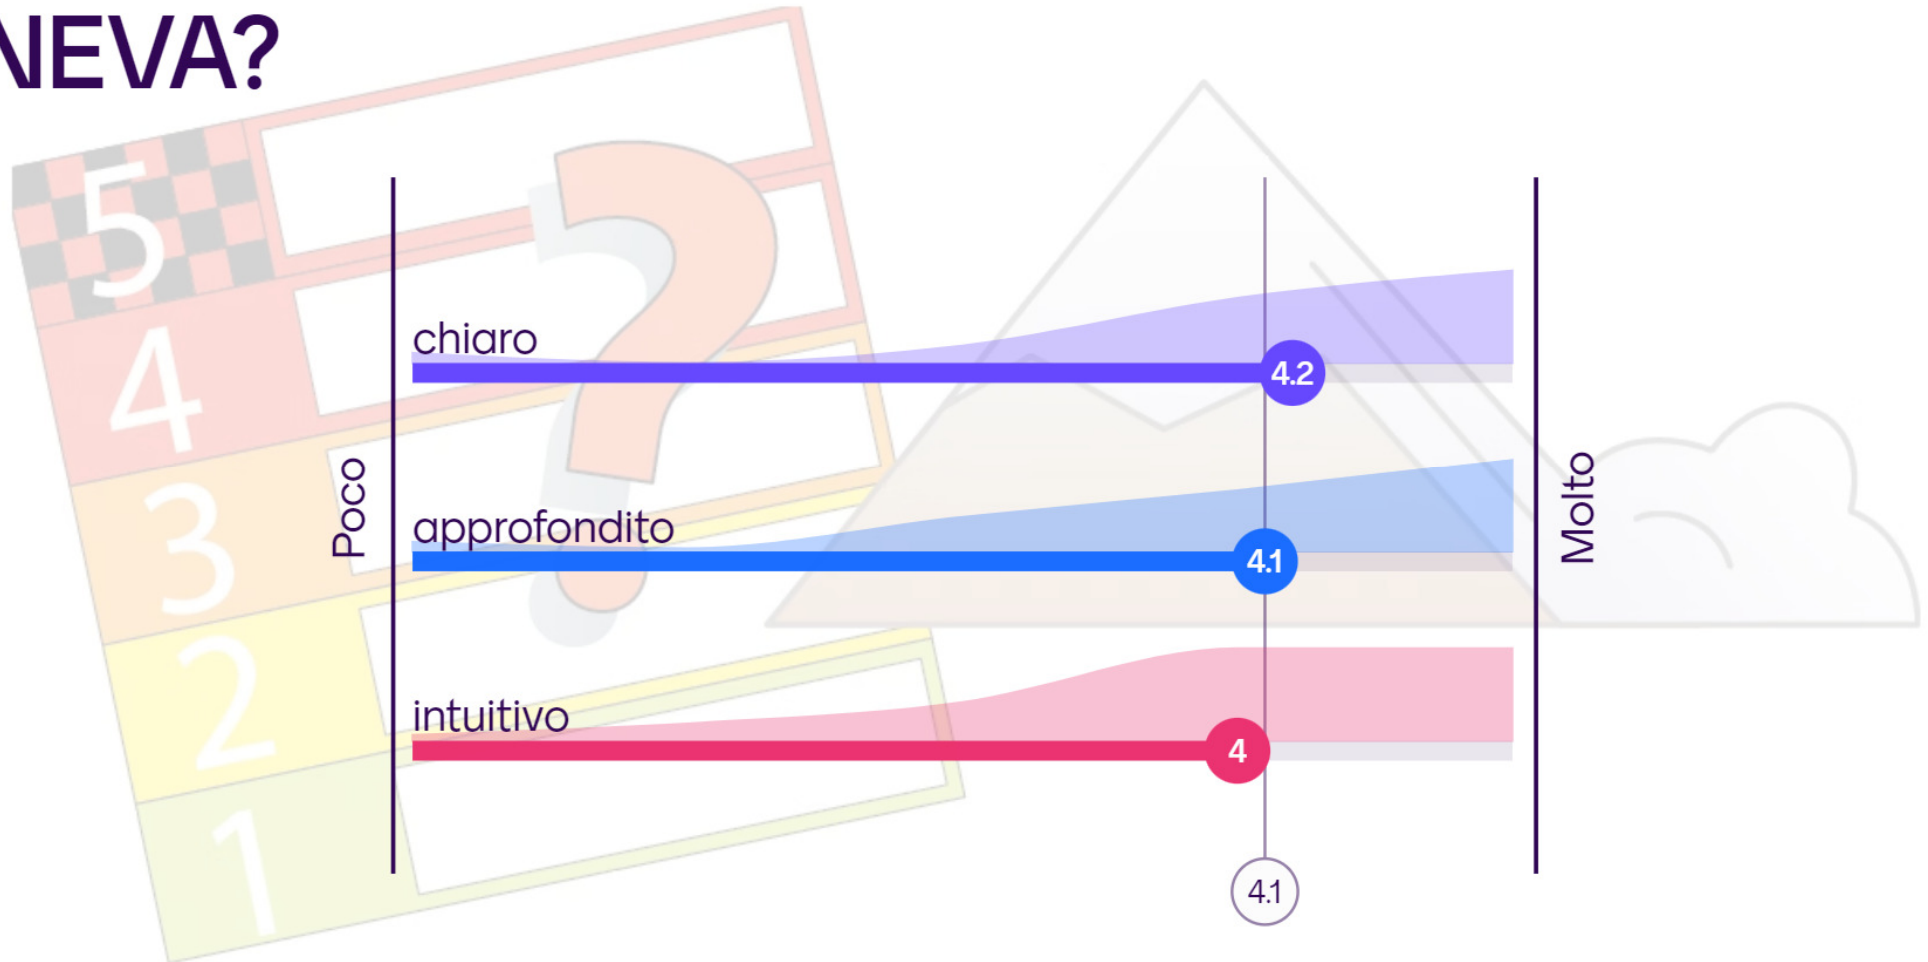 NEVA?
5
4
3
2
1
Poco
chiaro
4.2
approfondito
4.1
intuitivo
4
Molto
4.1